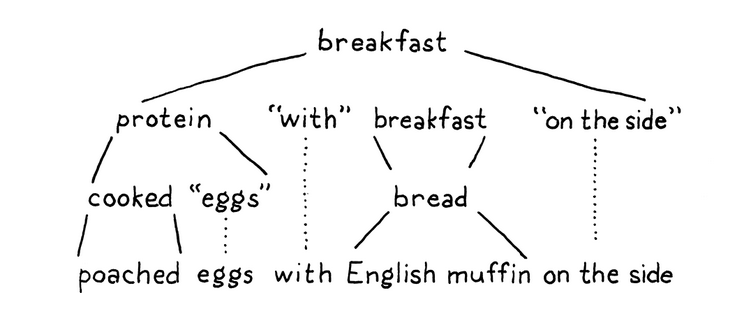 breakfast
protein “with” breakfast “on the side”
cooked “eggs” bread
poached eggs with English muffin on the side